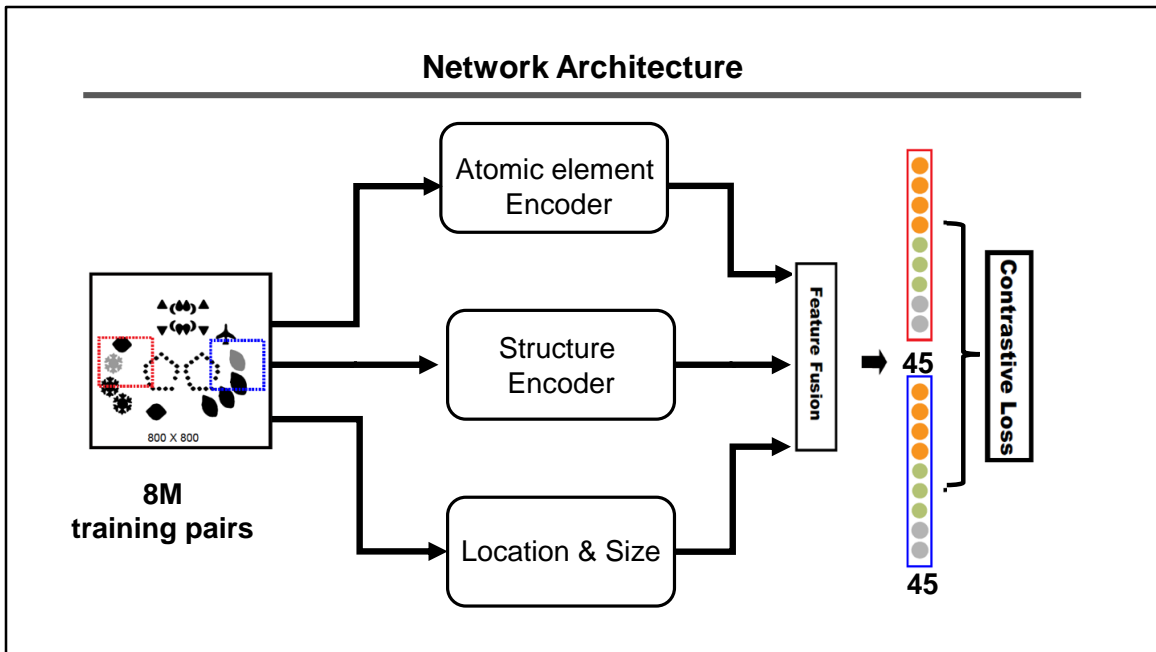 Network Architecture
Atomic element
Encoder
Structure
Encoder
Location & Size
800 X 800
8M
training pairs
Feature Fusion
45
45
Contrastive Loss